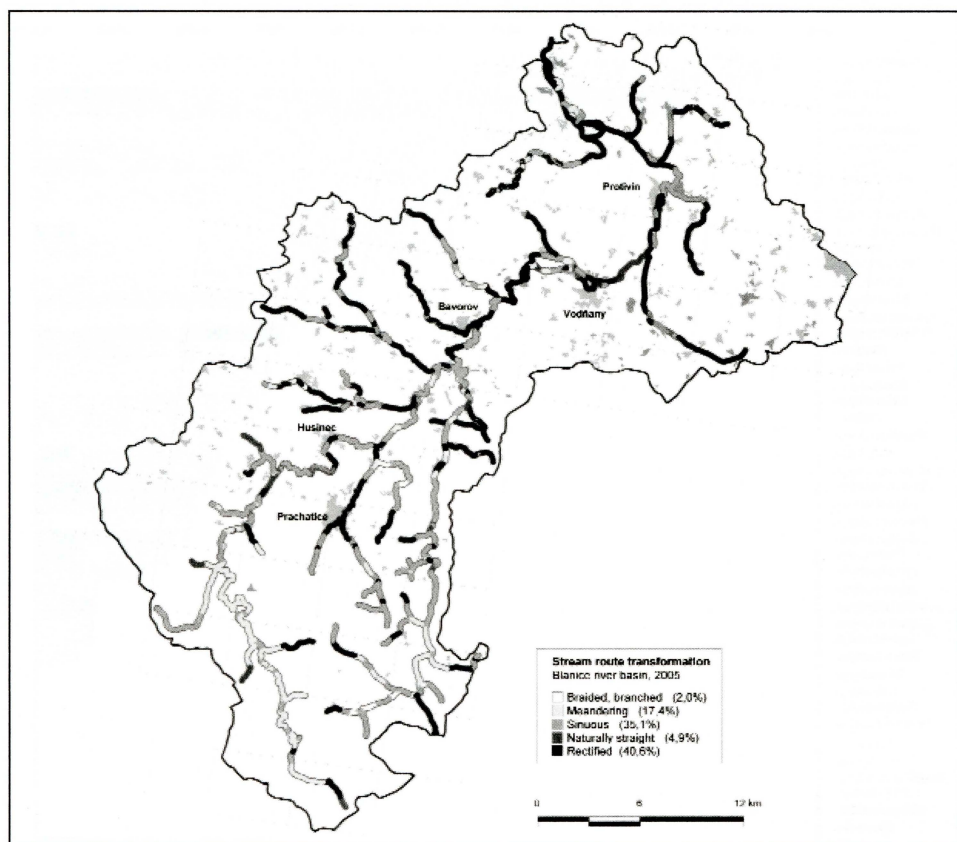 Protivin
Bavorov
Vodňany
Husinec
Prachatice
Stream route transformation
Blanice river basin, 2005
Braided, branched (2,0%)
Meandering (17,4%)
Sinuous (35,1%)
Naturally straight (4,9%)
Rectified (40,6%)
0 6 12 km